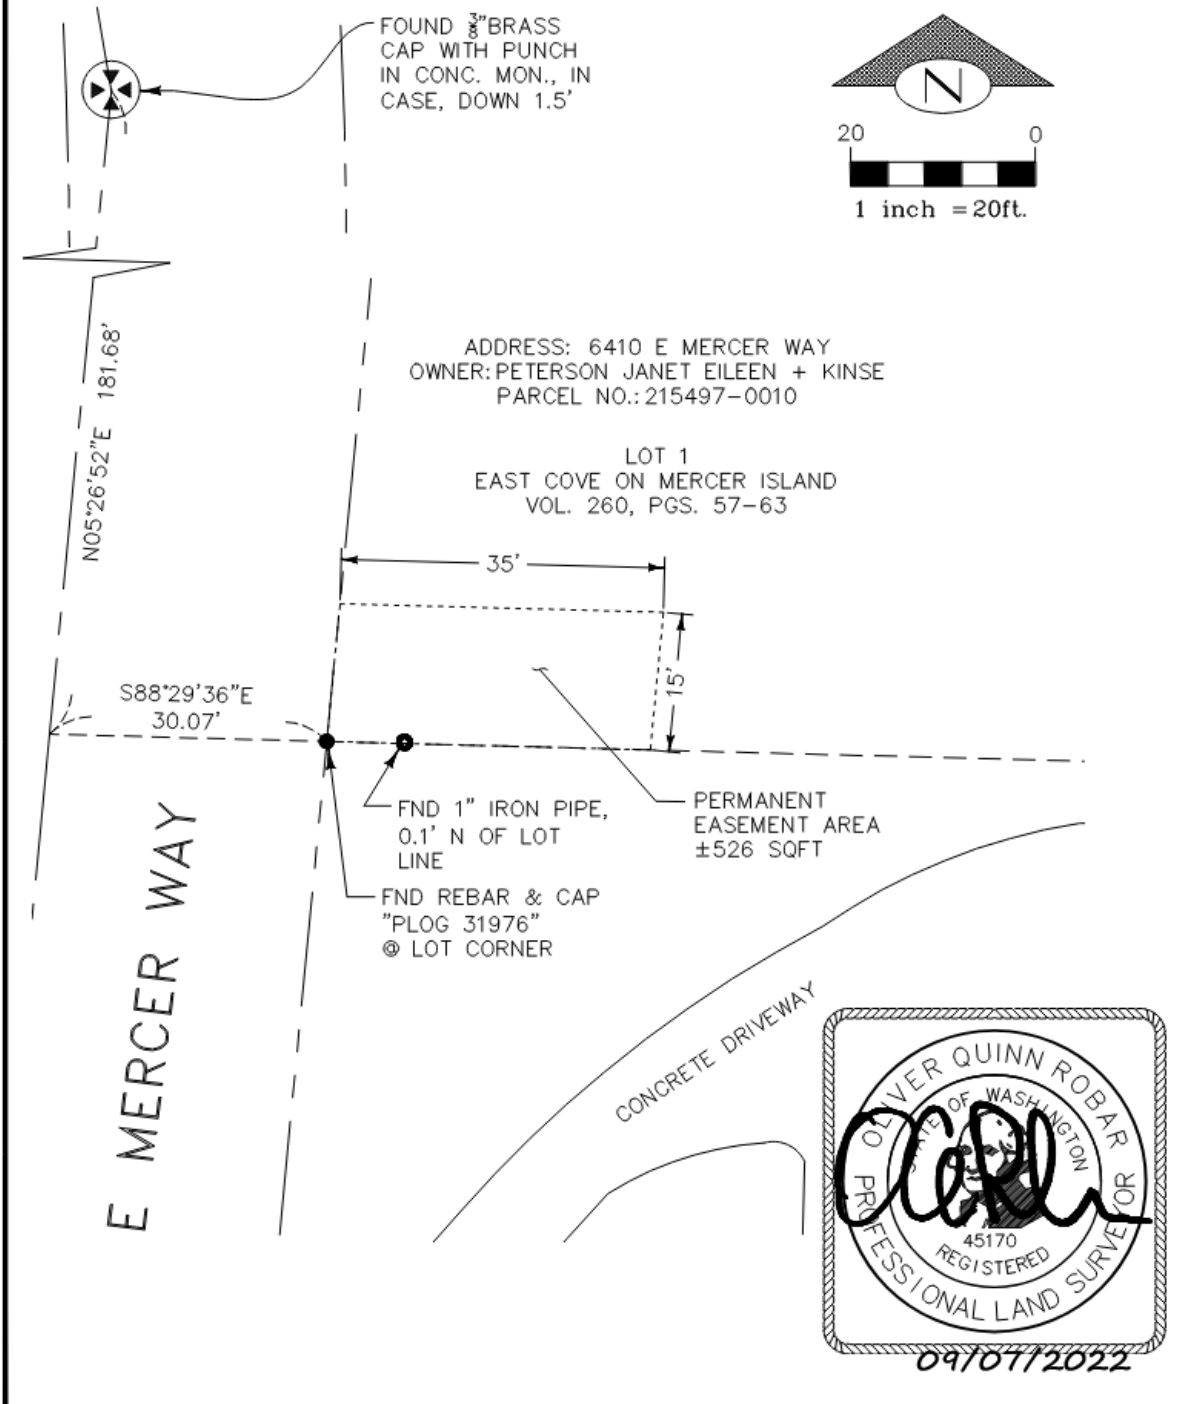 FOUND 3/8" BRASS
CAP WITH PUNCH
IN CONC. MON., IN
CASE, DOWN 1.5'
N
20 0
1 inch =20ft.
N05°26'52"E 181.68'
ADDRESS: 6410 E MERCER WAY
OWNER: PETERSON JANET EILEEN + KINSE
PARCEL NO.: 215497-0010
LOT 1
EAST COVE ON MERCER ISLAND
VOL. 260, PGS. 57-63
35'
15'
S88°29'36"E
30.07'
FND 1" IRON PIPE,
0.1' N OF LOT
LINE
PERMANENT
EASEMENT AREA
±526 SQFT
FND REBAR & CAP
"PLOG 31976"
@ LOT CORNER
E MERCER WAY
CONCRETE DRIVEWAY
OLIVER QUINN ROBAR
STATE OF WASHINGTON
45170
REGISTERED
PROFESSIONAL LAND SURVEYOR
09/07/2022